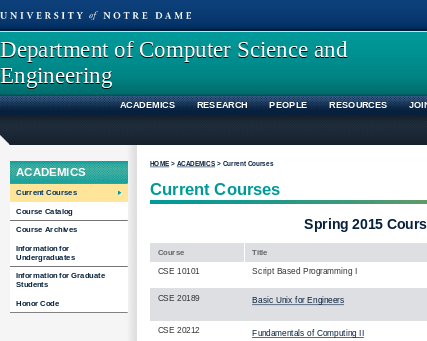 UNIVERSITY of NOTRE DAME
Department of Computer Science and
Engineering
ACADEMICS RESEARCH PEOPLE RESOURCES JOIN
HOME > ACADEMICS > Current Courses
ACADEMICS
Current Courses
Course Catalog
Course Archives
Information for
Undergraduates
Information for Graduate
Students
Honor Code
Current Courses
Spring 2015 Cours
Course Title
CSE 10101 Script Based Programming I
CSE 20189 Basic Unix for Engineers
CSE 20212 Fundamentals of Computing II